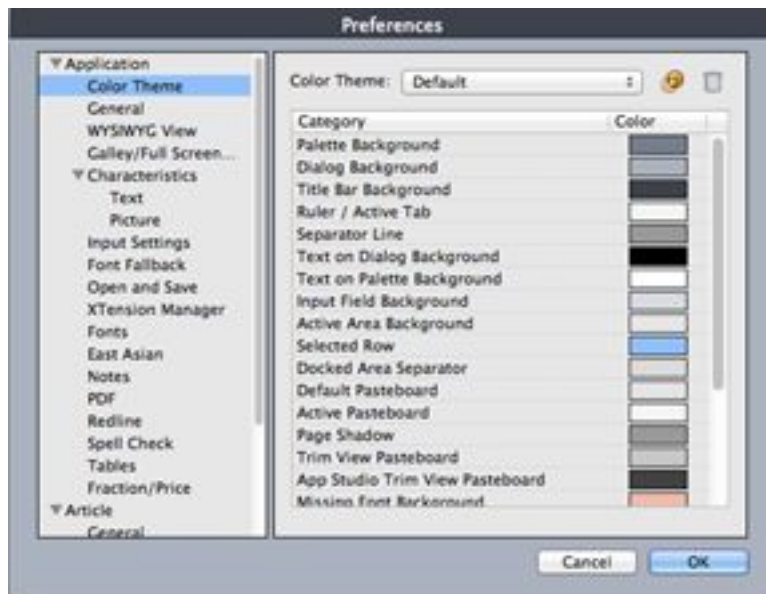 Preferences
Application
Color Theme
General
WYSIWYG View
Galley/Full Screen...
Characteristics
Text
Picture
Input Settings
Font Fallback
Open and Save
XTension Manager
Fonts
East Asian
Notes
PDF
Redline
Spell Check
Tables
Fraction/Price
Article
General
Color Theme: Default
Category Color
Palette Background
Dialog Background
Title Bar Background
Ruler / Active Tab
Separator Line
Text on Dialog Background
Text on Palette Background
Input Field Background
Active Area Background
Selected Row
Docked Area Separator
Default Pasteboard
Active Pasteboard
Page Shadow
Trim View Pasteboard
App Studio Trim View Pasteboard
Missing Font Background
Cancel OK